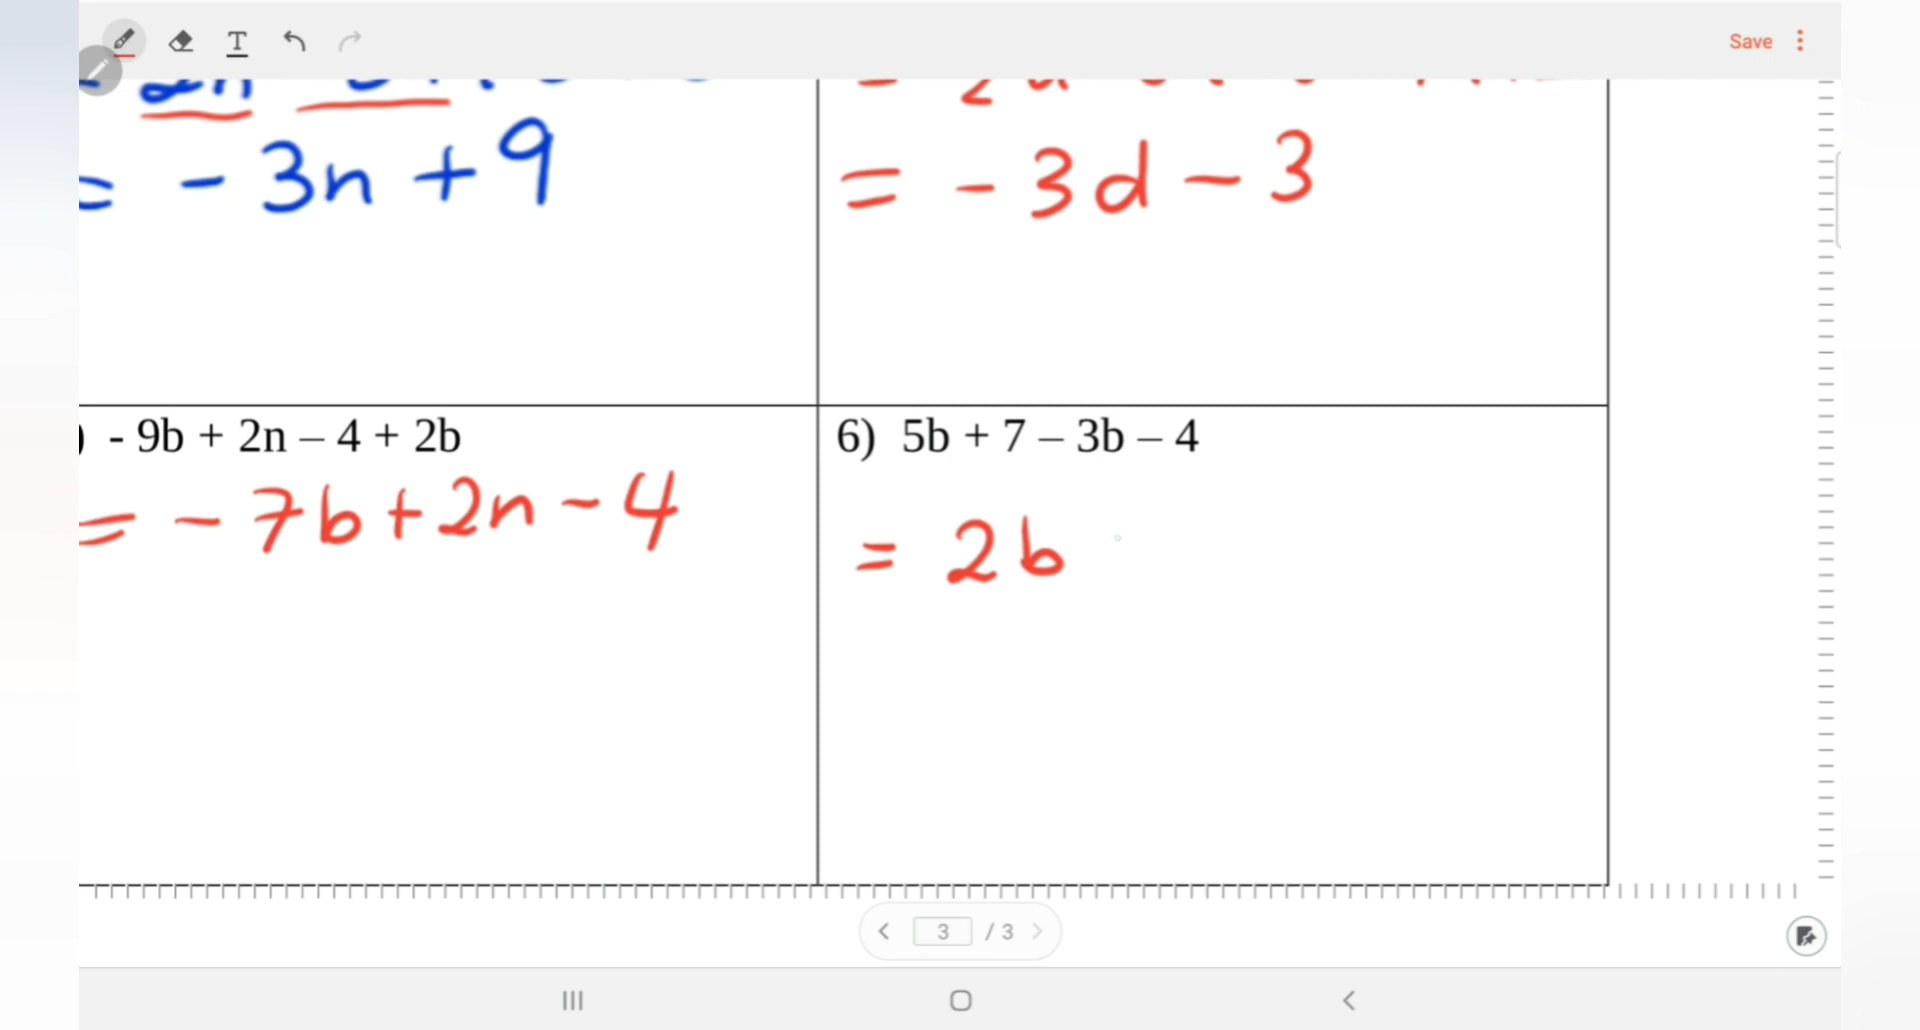 T
Save
= - 3n + 9
= - 3d - 3
) - 9b + 2n – 4 + 2b
= - 7b + 2n - 4
6) 5b + 7 – 3b – 4
= 2b
3 / 3